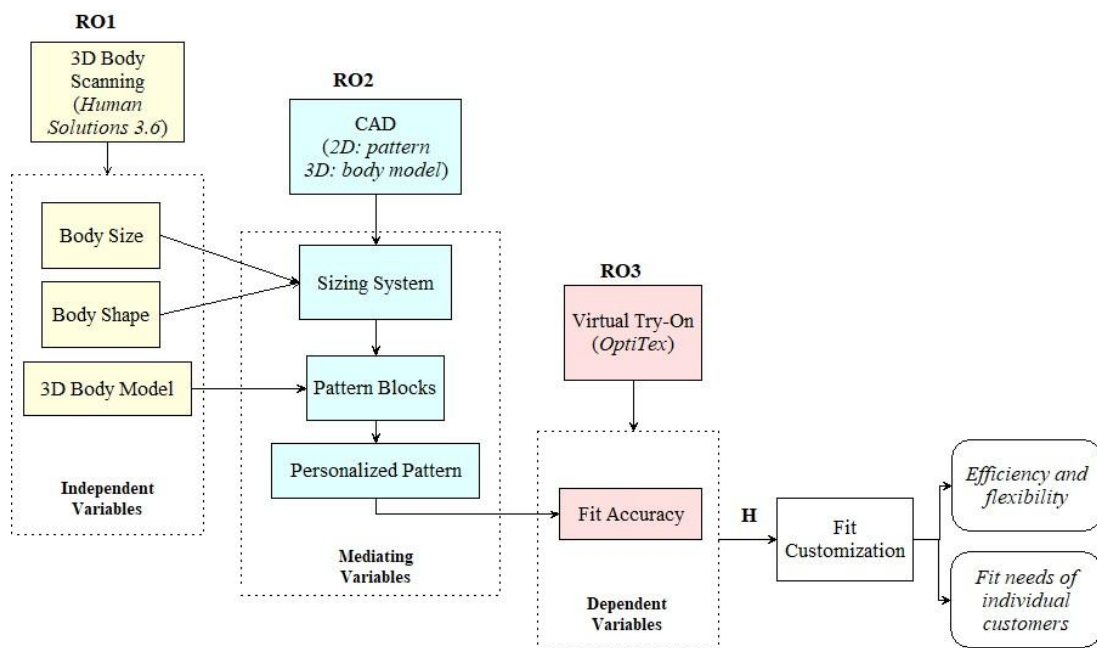 RO1
3D Body
Scanning
(Human
Solutions 3.6)
Body Size
Body Shape
3D Body Model
Independent
Variables
RO2
CAD
(2D: pattern
3D: body model)
Sizing System
Pattern Blocks
Personalized Pattern
Mediating
Variables
RO3
Virtual Try-On
(OptiTex)
Fit Accuracy
Dependent
Variables
H
Fit
Customization
Efficiency and
flexibility
Fit needs of
individual
customers